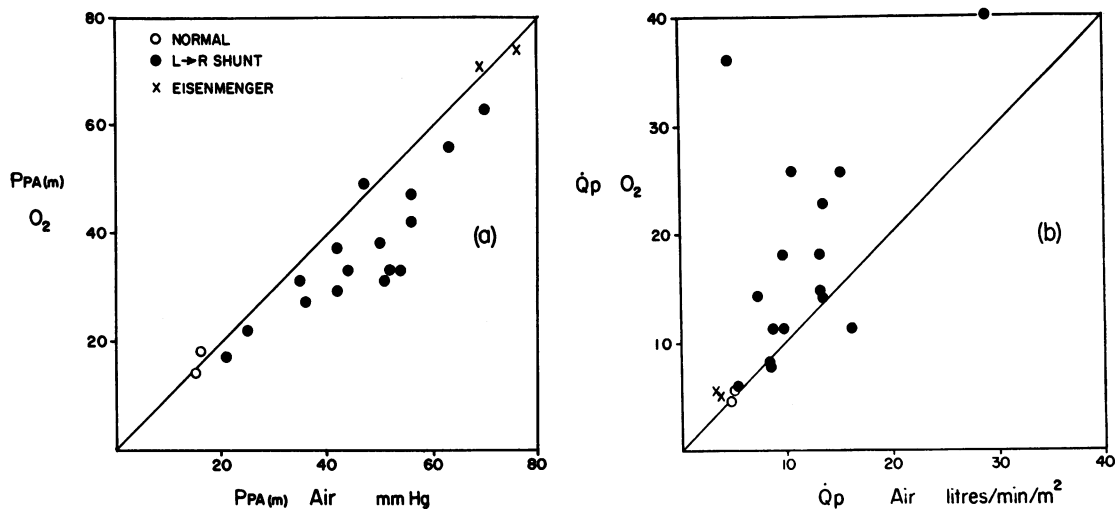 80
O NORMAL
● L→R SHUNT
x EISENMENGER
60
PPA(m)
O₂
40
(a)
20
20 40 60 80
PPA(m) Air mm Hg
40
30
Q̇p O₂
20
(b)
10
10 20 30 40
Q̇p Air litres/min/m²